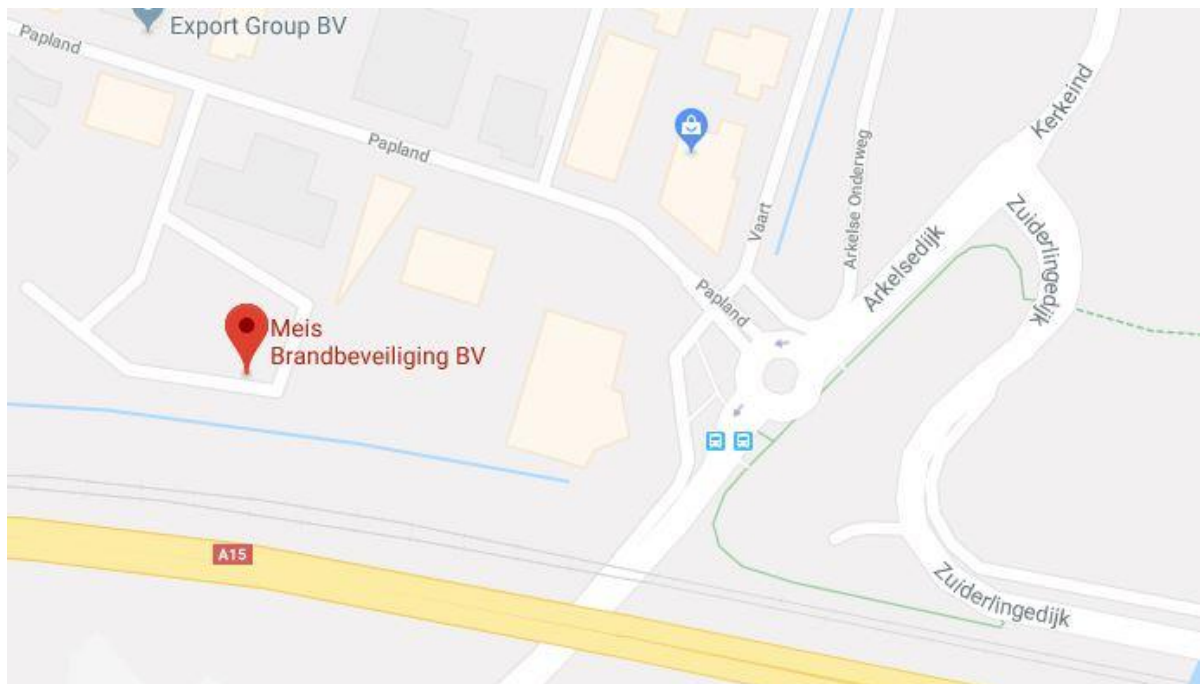 Export Group BV
Papland
Kerkeind
Papland
Arkelse Onderweg
Vaart
Zuiderlingedijk
Arkelsedijk
Papland
Meis
Brandbeveiliging BV
A15
Zuiderlingedijk